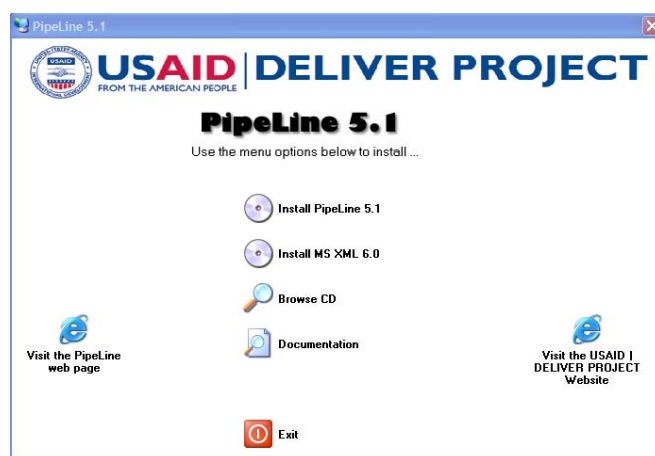 PipeLine 5.1
USAID DELIVER PROJECT
FROM THE AMERICAN PEOPLE
PipeLine 5.1
Use the menu options below to install ...
Install PipeLine 5.1
Install MS XML 6.0
Browse CD
Documentation
Visit the PipeLine
web page
Visit the USAID |
DELIVER PROJECT
Website
Exit